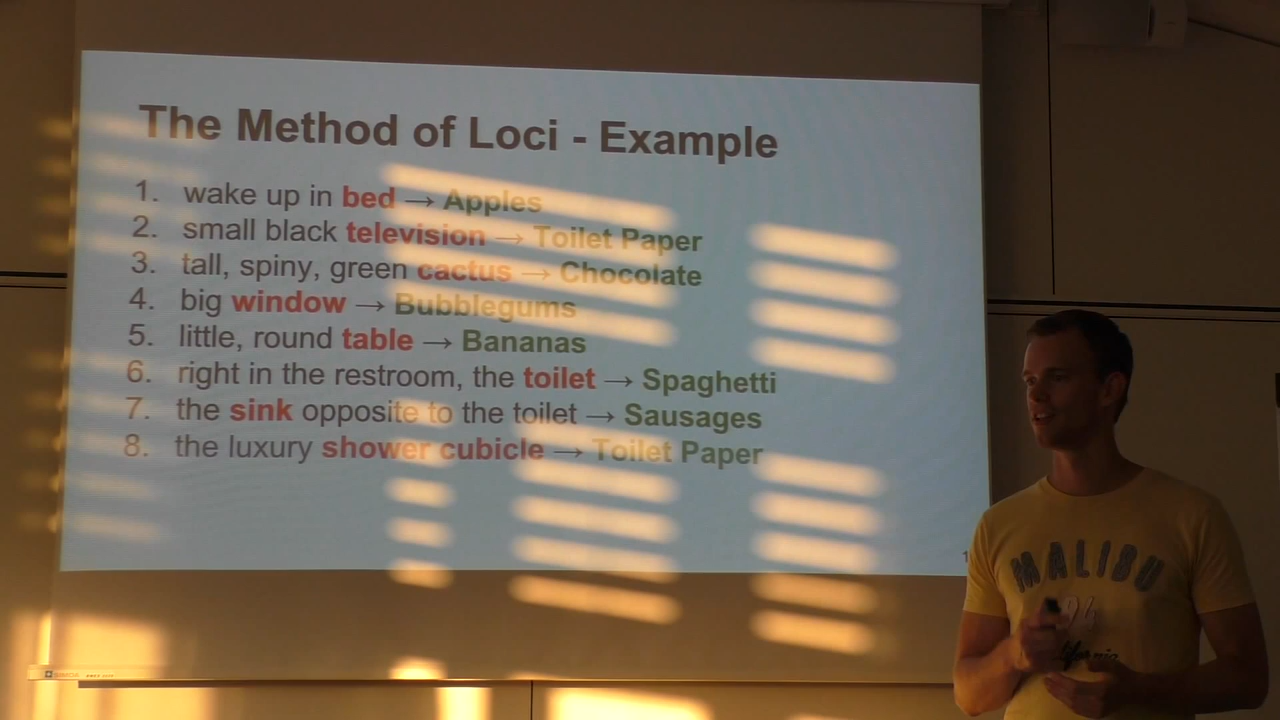 The Method of Loci - Example
1. wake up in bed → Apples
2. small black television → Toilet Paper
3. tall, spiny, green cactus → Chocolate
4. big window → Bubblegums
5. little, round table → Bananas
6. right in the restroom, the toilet → Spaghetti
7. the sink opposite to the toilet → Sausages
8. the luxury shower cubicle → Toilet Paper
MALIBU
94